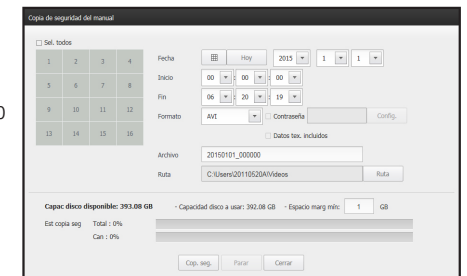 Copia de seguridad del manual
Sel. todos
1 2 3 4
5 6 7 8
9 10 11 12
13 14 15 16
Fecha Hoy 2015 1 1
Inicio 00 : 00 : 00
Fin 06 : 20 : 19
Formato AVI Contraseña Config.
Datos tex. incluidos
Archivo 20150101_000000
Ruta C:\Users\20110520A\Videos Ruta
Capac disco disponible: 393.08 GB - Capacidad disco a usar: 392.08 GB - Espacio marg mín: 1 GB
Est copia seg Total : 0%
Can : 0%
Cop. seg. Parar Cerrar